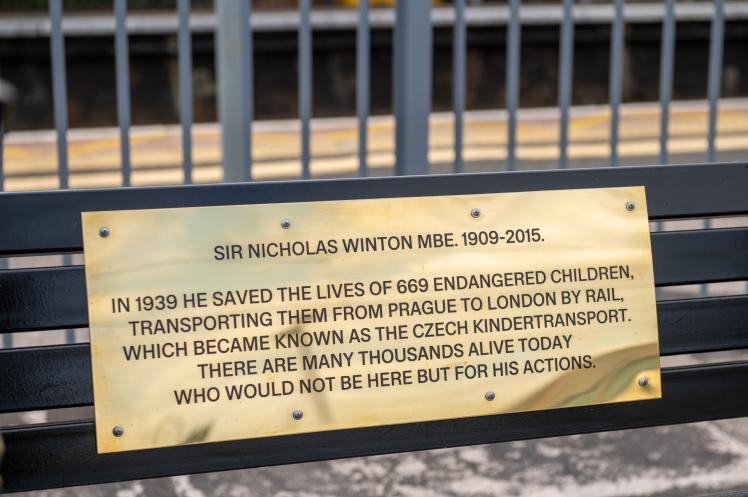 SIR NICHOLAS WINTON MBE. 1909-2015.
IN 1939 HE SAVED THE LIVES OF 669 ENDANGERED CHILDREN,
TRANSPORTING THEM FROM PRAGUE TO LONDON BY RAIL,
WHICH BECAME KNOWN AS THE CZECH KINDERTRANSPORT.
THERE ARE MANY THOUSANDS ALIVE TODAY
WHO WOULD NOT BE HERE BUT FOR HIS ACTIONS.